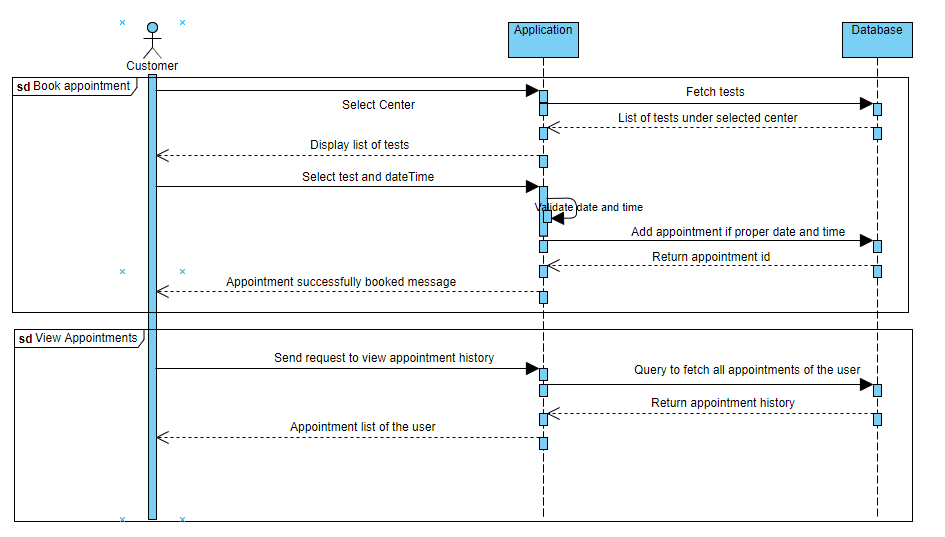 Application
Database
Customer
sd Book appointment
Fetch tests
Select Center
List of tests under selected center
Display list of tests
Select test and dateTime
Validate date and time
Add appointment if proper date and time
Return appointment id
Appointment successfully booked message
sd View Appointments
Send request to view appointment history
Query to fetch all appointments of the user
Return appointment history
Appointment list of the user